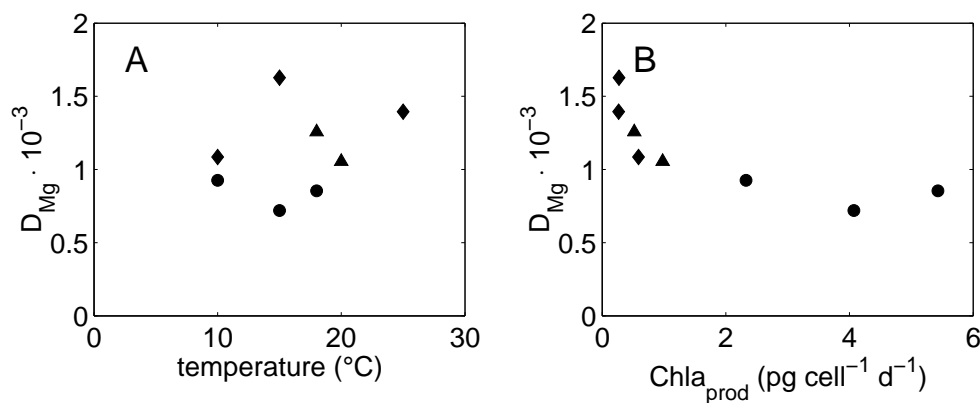 A
2
1.5
1
0.5
0
D_Mg · 10^−3
0 10 20 30
temperature (°C)
B
2
1.5
1
0.5
0
D_Mg · 10^−3
0 2 4 6
Chla_prod (pg cell^−1 d^−1)